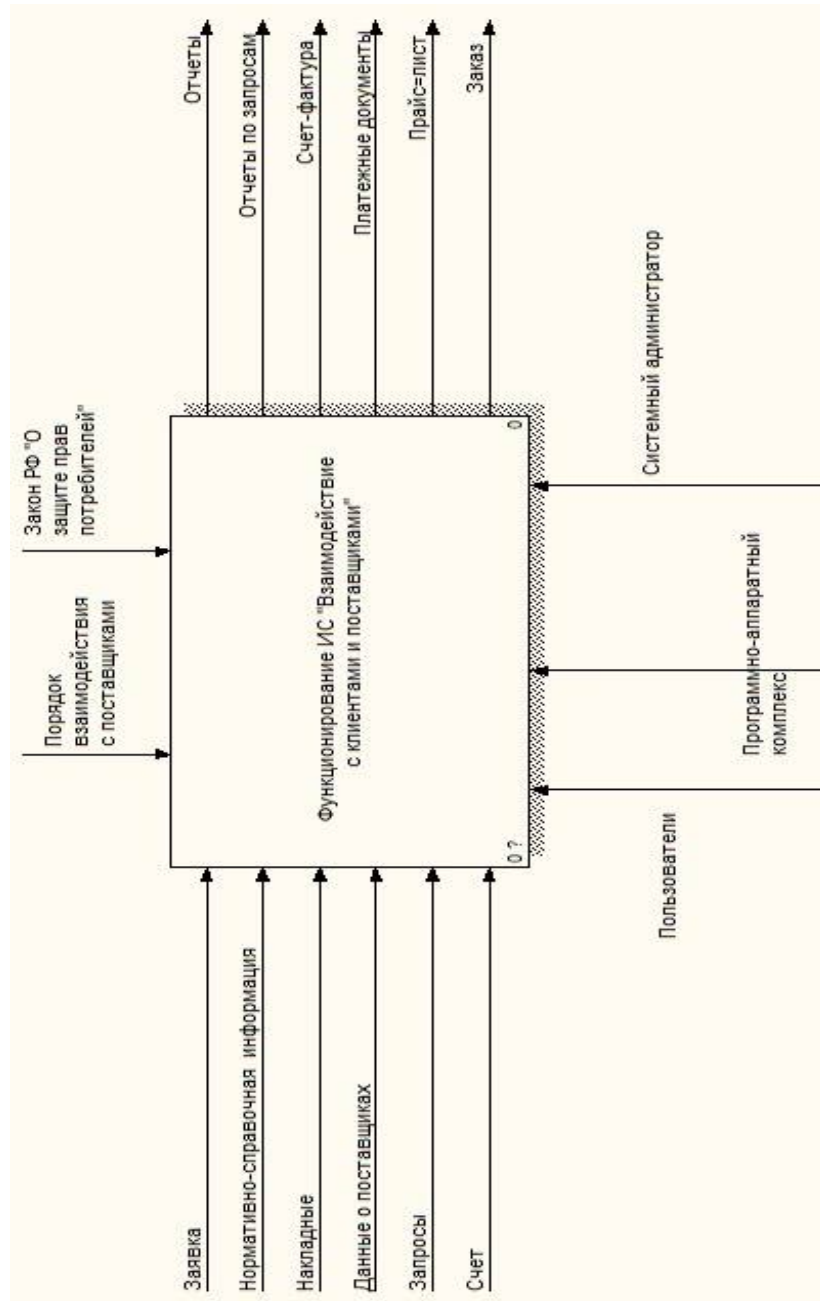 Закон РФ "О
защите прав
потребителей"
Порядок
взаимодействия
с поставщиками
Заявка
Нормативно-справочная информация
Накладные
Данные о поставщиках
Запросы
Счет
Функционирование ИС "Взаимодействие
с клиентами и поставщиками"
0 ?
0
Отчеты
Отчеты по запросам
Счет-фактура
Платежные документы
Прайс=лист
Заказ
Пользователи
Программно-аппаратный
комплекс
Системный администратор